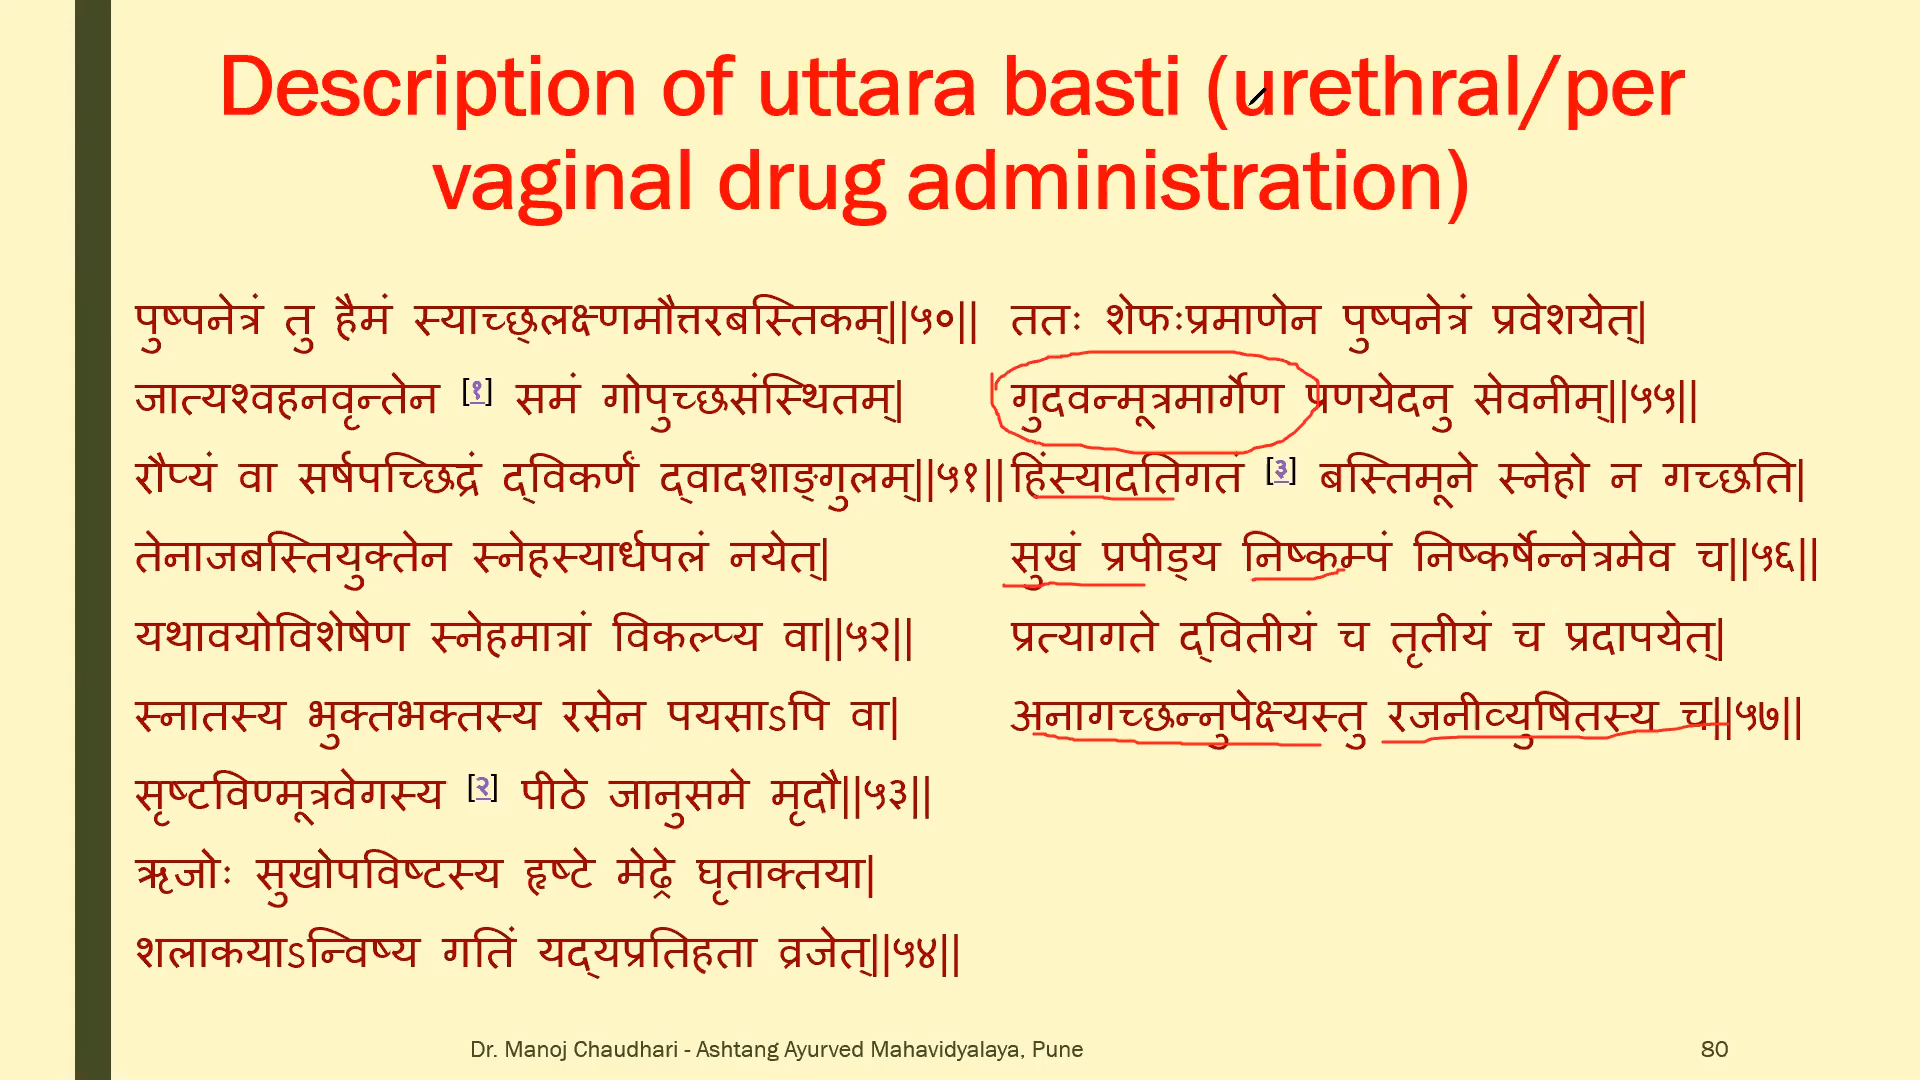 Description of uttara basti (urethral/per
vaginal drug administration)
पुष्पनेत्रं तु हैमं स्याच्छ्लक्ष्णमौत्तरबस्तिकम्||५०||
जात्यश्वहनवृन्तेन [१] समं गोपुच्छसंस्थितम्|
रौप्यं वा सर्षपच्छिद्रं द्विकर्णं द्वादशाङ्गुलम्||५१||
तेनाजबस्तियुक्तेन स्नेहस्यार्धपलं नयेत्|
यथावयोविशेषेण स्नेहमात्रां विकल्प्य वा||५२||
स्नातस्य भुक्तभक्तस्य रसेन पयसाऽपि वा|
सृष्टविण्मूत्रवेगस्य [२] पीठे जानुसमे मृदौ||५३||
ऋजोः सुखोपविष्टस्य हृष्टे मेढ्रे घृताक्तया|
शलाकयाऽन्विष्य गतिं यद्यप्रतिहता व्रजेत्||५४||
ततः शेफःप्रमाणेन पुष्पनेत्रं प्रवेशयेत्|
गुदवन्मूत्रमार्गेण प्रणयेदनु सेवनीम्||५५||
हिंस्यादतिगतं [३] बस्तिमूने स्नेहो न गच्छति|
सुखं प्रपीड्य निष्कम्पं निष्कर्षेन्नेत्रमेव च||५६||
प्रत्यागते द्वितीयं च तृतीयं च प्रदापयेत्|
अनागच्छन्नुपेक्ष्यस्तु रजनीव्युषितस्य च||५७||
Dr. Manoj Chaudhari - Ashtang Ayurved Mahavidyalaya, Pune
80